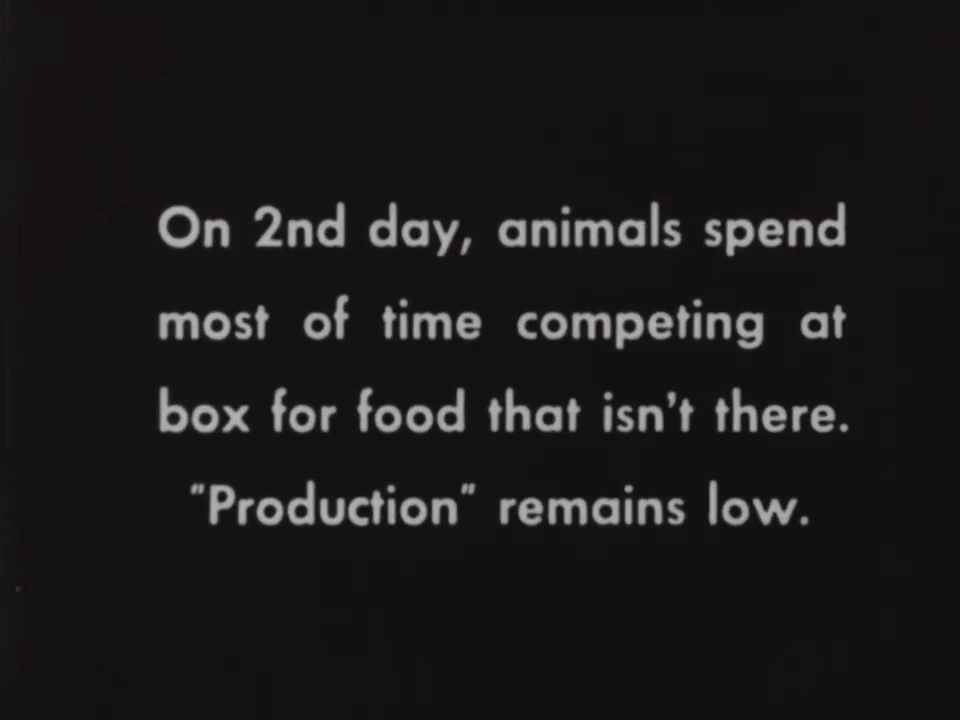 On 2nd day, animals spend
most of time competing at
box for food that isn't there.
"Production" remains low.